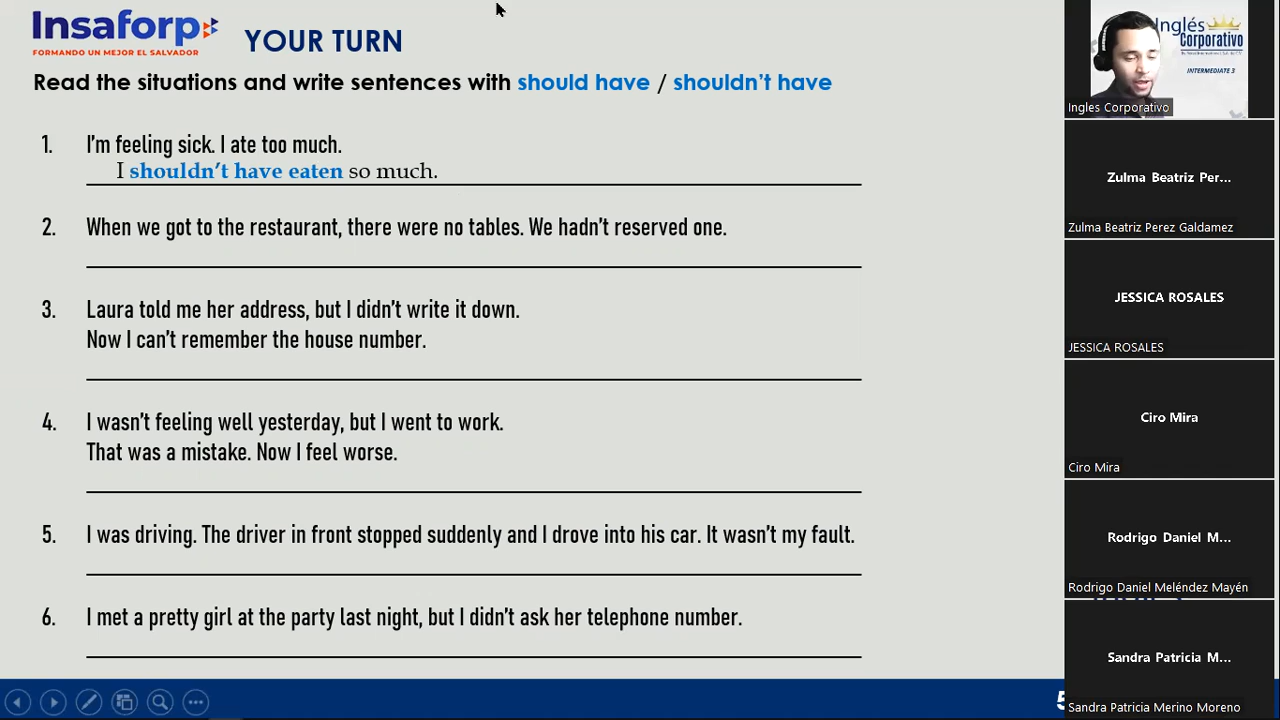 Insaforp
FORMANDO UN MEJOR EL SALVADOR
YOUR TURN
Read the situations and write sentences with should have / shouldn't have
1. I'm feeling sick. I ate too much.
I shouldn't have eaten so much.
2. When we got to the restaurant, there were no tables. We hadn't reserved one.
3. Laura told me her address, but I didn't write it down.
Now I can't remember the house number.
4. I wasn't feeling well yesterday, but I went to work.
That was a mistake. Now I feel worse.
5. I was driving. The driver in front stopped suddenly and I drove into his car. It wasn't my fault.
6. I met a pretty girl at the party last night, but I didn't ask her telephone number.
5
Inglés
Corporativo
INTERMEDIATE 3
Ingles Corporativo
Zulma Beatriz Per...
Zulma Beatriz Perez Galdamez
JESSICA ROSALES
JESSICA ROSALES
Ciro Mira
Ciro Mira
Rodrigo Daniel M...
Rodrigo Daniel Meléndez Mayén
Sandra Patricia M...
Sandra Patricia Merino Moreno